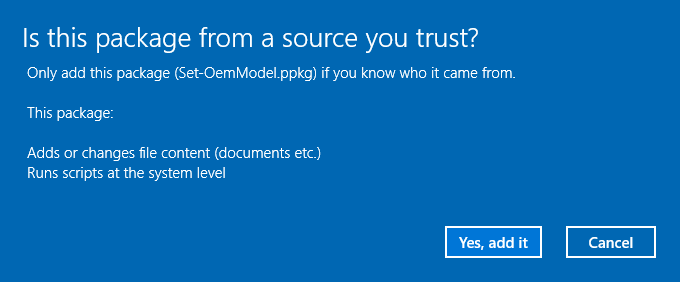 Is this package from a source you trust?
Only add this package (Set-OemModel.ppkg) if you know who it came from.
This package:
Adds or changes file content (documents etc.)
Runs scripts at the system level
Yes, add it
Cancel